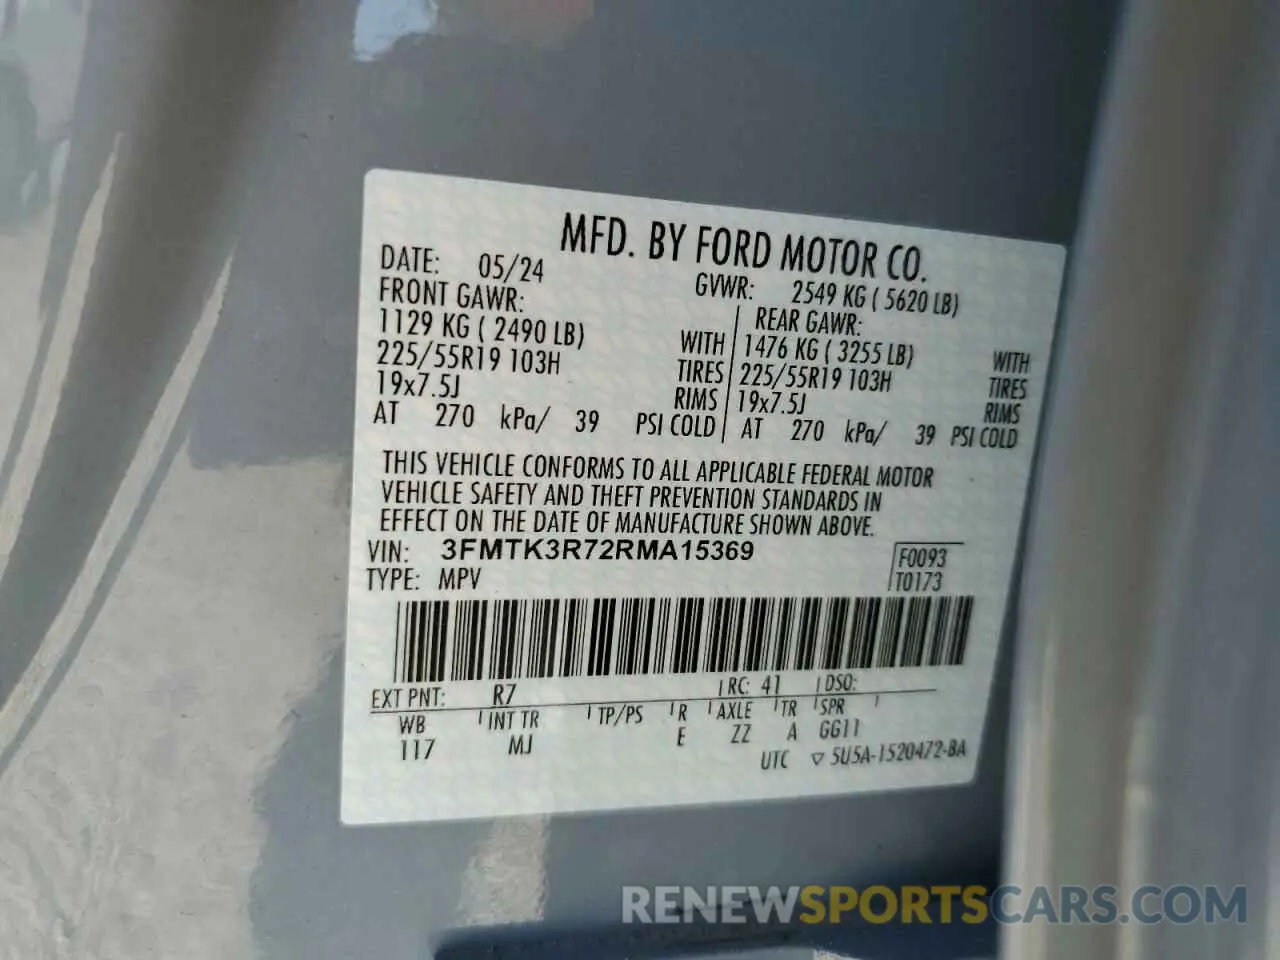 MFD. BY FORD MOTOR CO.
DATE: 05/24 GVWR: 2549 KG ( 5620 LB)
FRONT GAWR: REAR GAWR:
1129 KG ( 2490 LB) WITH 1476 KG ( 3255 LB) WITH
225/55R19 103H TIRES 225/55R19 103H TIRES
19x7.5J RIMS 19x7.5J RIMS
AT 270 kPa/ 39 PSI COLD AT 270 kPa/ 39 PSI COLD
THIS VEHICLE CONFORMS TO ALL APPLICABLE FEDERAL MOTOR
VEHICLE SAFETY AND THEFT PREVENTION STANDARDS IN
EFFECT ON THE DATE OF MANUFACTURE SHOWN ABOVE.
VIN: 3FMTK3R72RMA15369 F0093
TYPE: MPV T0173
EXT PNT: R7 RC: 41 DSO:
WB INT TR TP/PS R AXLE TR SPR
117 MJ E ZZ A GG11
UTC ▽ 5U5A-1520472-BA
RENEWSPORTSCARS.COM